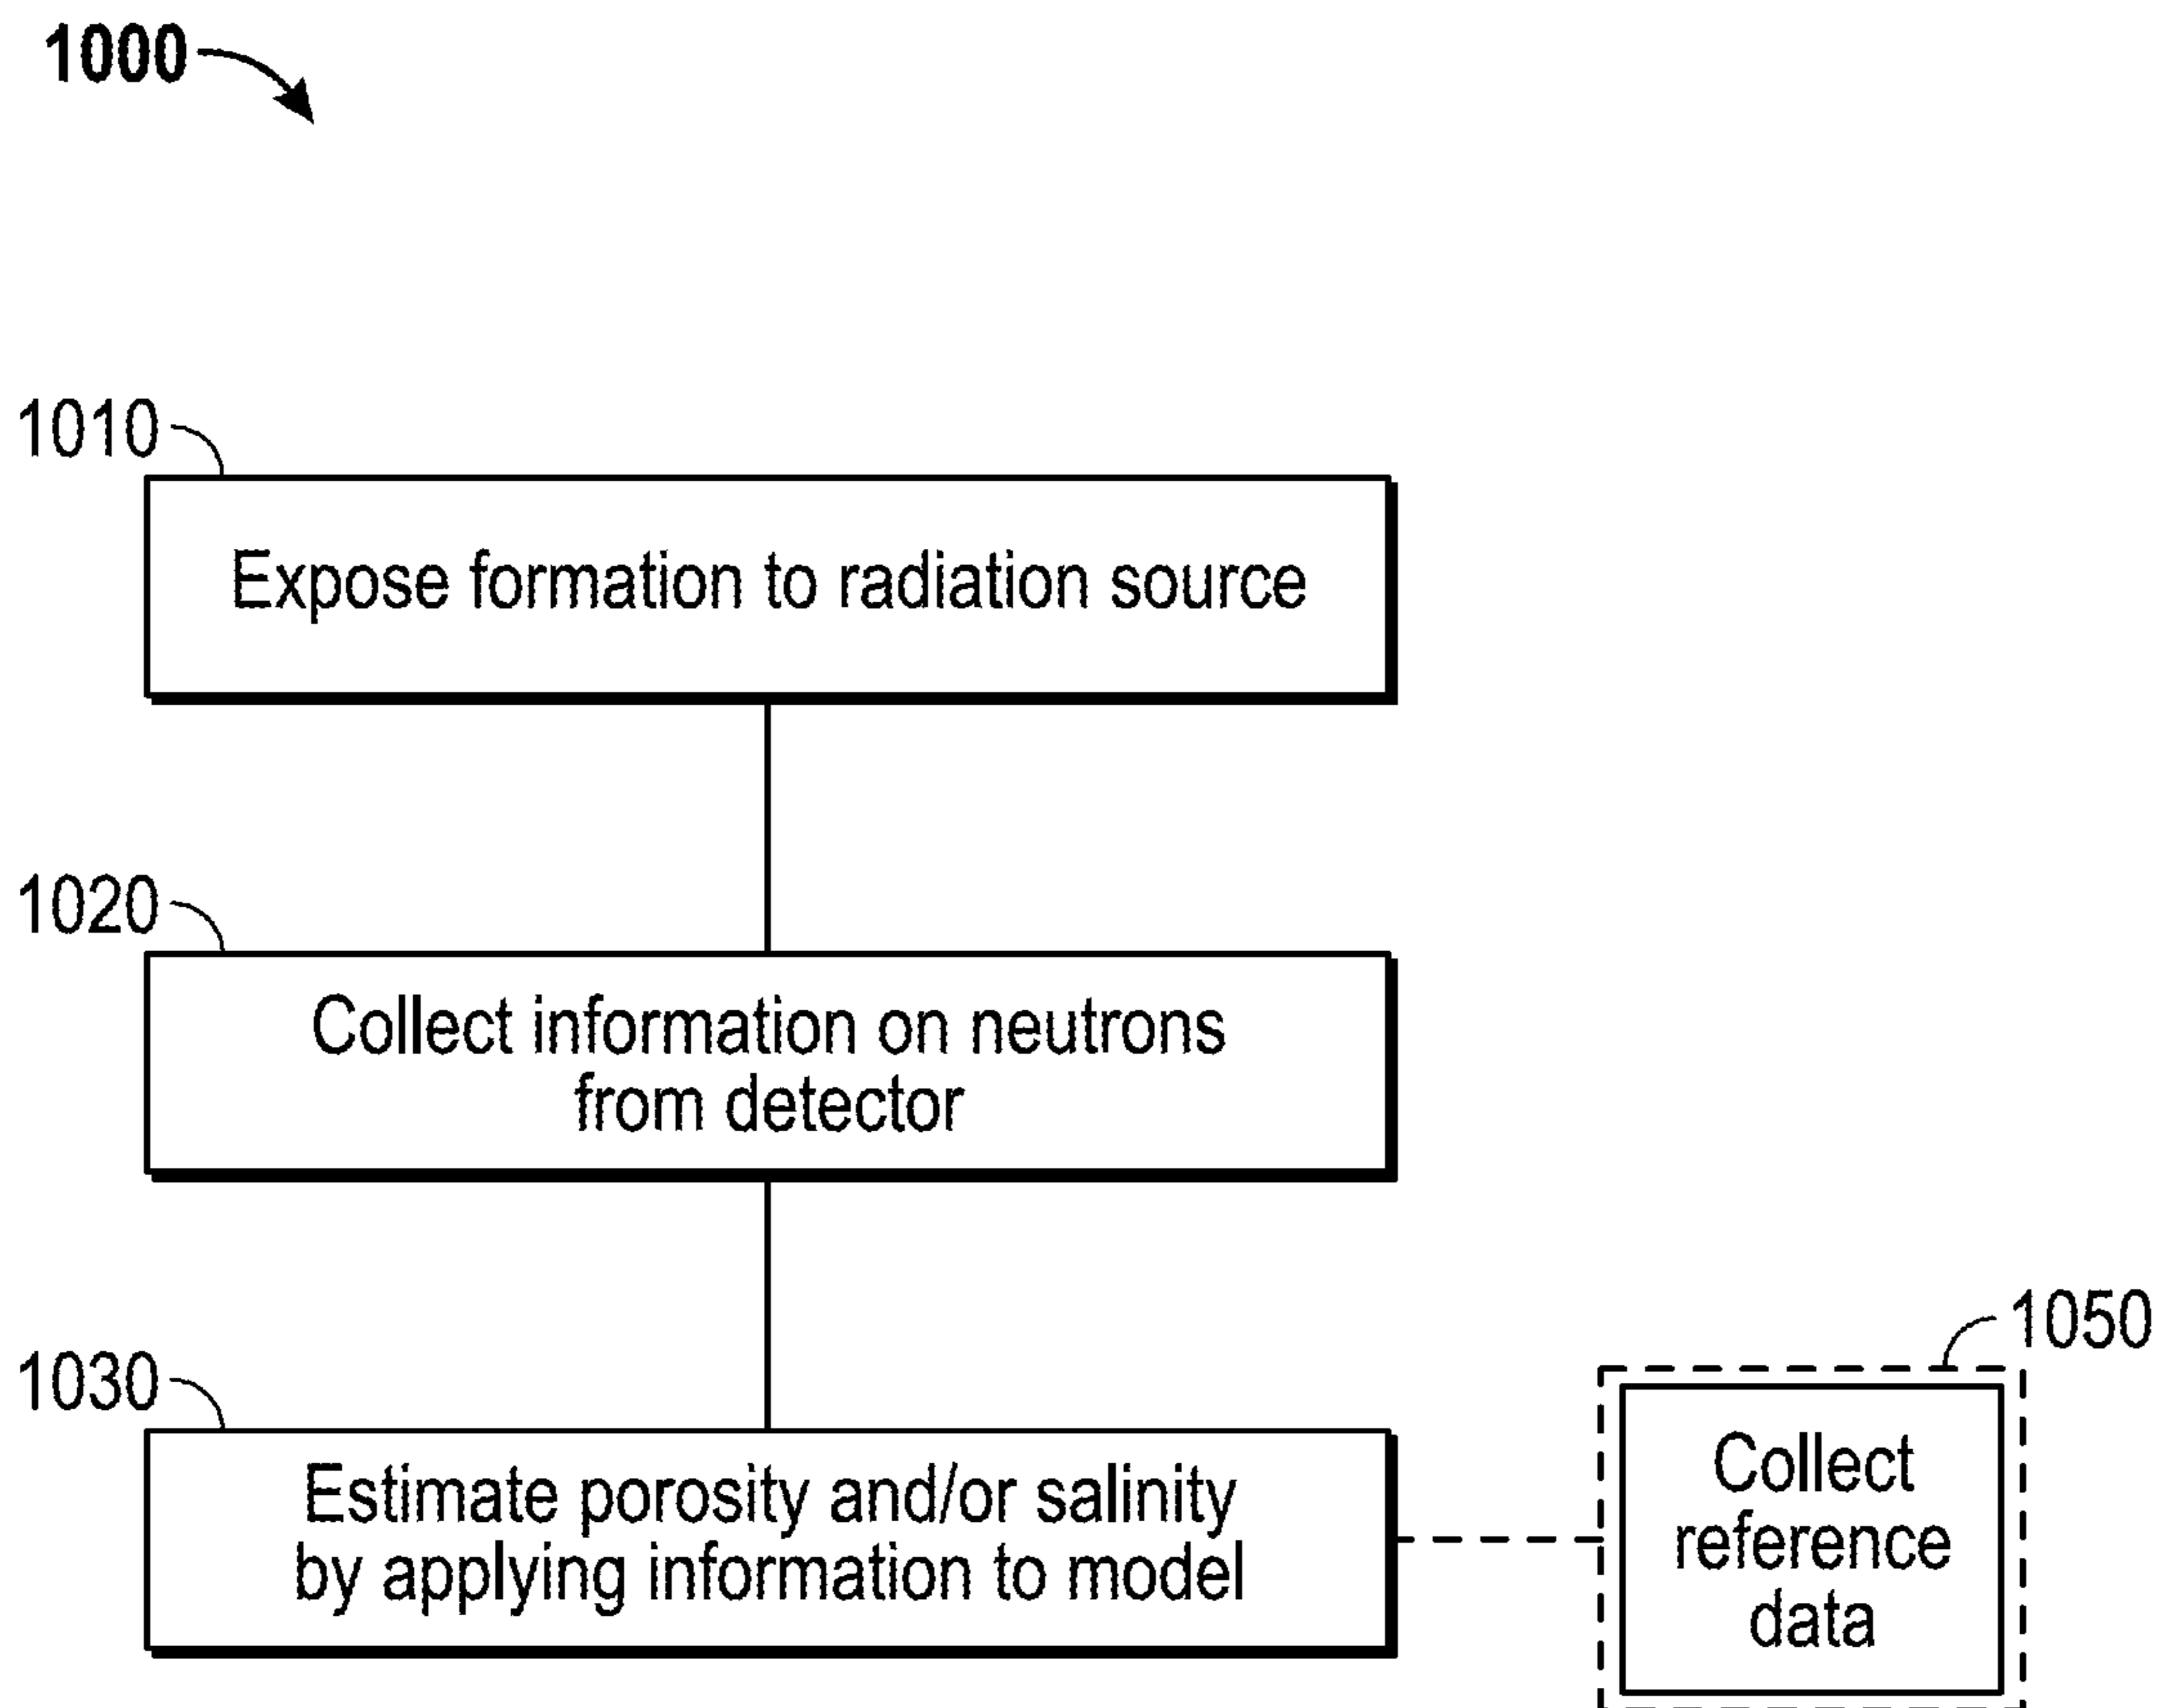 1000
1010
Expose formation to radiation source
1020
Collect information on neutrons
from detector
1030
Estimate porosity and/or salinity
by applying information to model
1050
Collect
reference
data